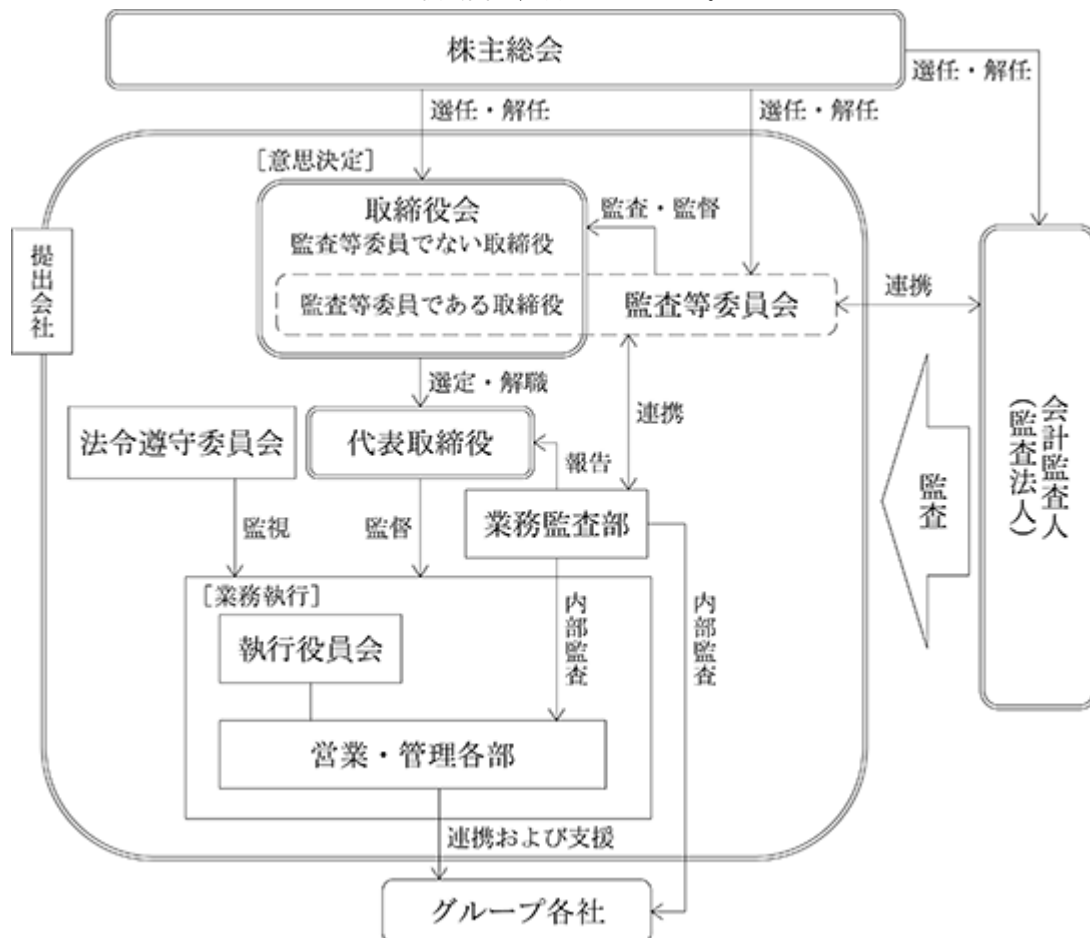 株主総会
選任・解任
選任・解任
選任・解任
[意思決定]
取締役会
監査等委員でない取締役
監査・監督
監査等委員である取締役
監査等委員会
連携
提出会社
選定・解職
連携
法令遵守委員会
代表取締役
報告
業務監査部
監視
監督
会計監査人
(監査法人)
監査
[業務執行]
執行役員会
内部監査
内部監査
営業・管理各部
連携および支援
グループ各社